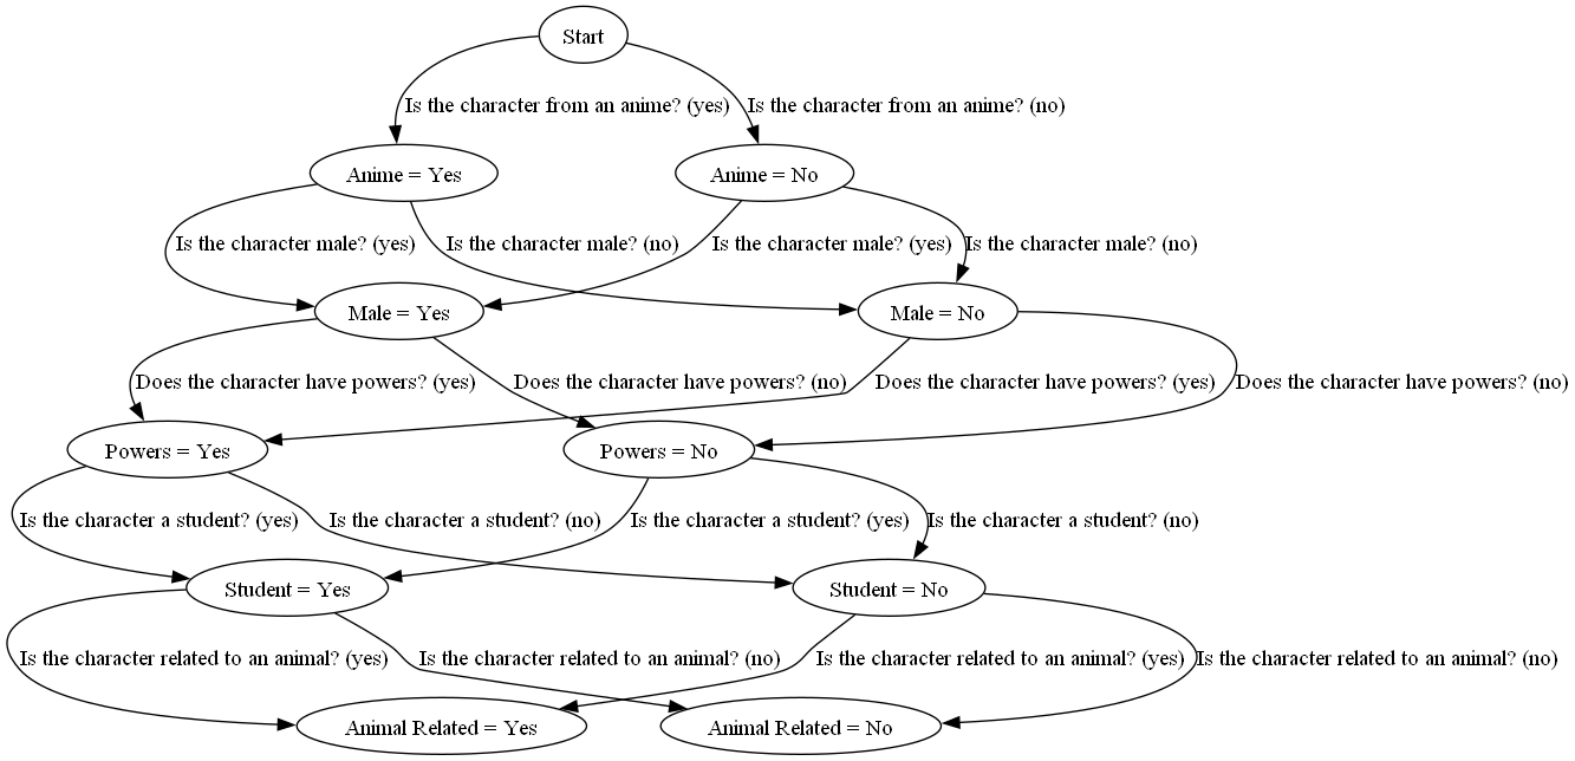 Start
Is the character from an anime? (yes)
Is the character from an anime? (no)
Anime = Yes
Anime = No
Is the character male? (yes)
Is the character male? (no)
Is the character male? (yes)
Is the character male? (no)
Male = Yes
Male = No
Does the character have powers? (yes)
Does the character have powers? (no)
Does the character have powers? (yes)
Does the character have powers? (no)
Powers = Yes
Powers = No
Is the character a student? (yes)
Is the character a student? (no)
Is the character a student? (yes)
Is the character a student? (no)
Student = Yes
Student = No
Is the character related to an animal? (yes)
Is the character related to an animal? (no)
Is the character related to an animal? (yes)
Is the character related to an animal? (no)
Animal Related = Yes
Animal Related = No